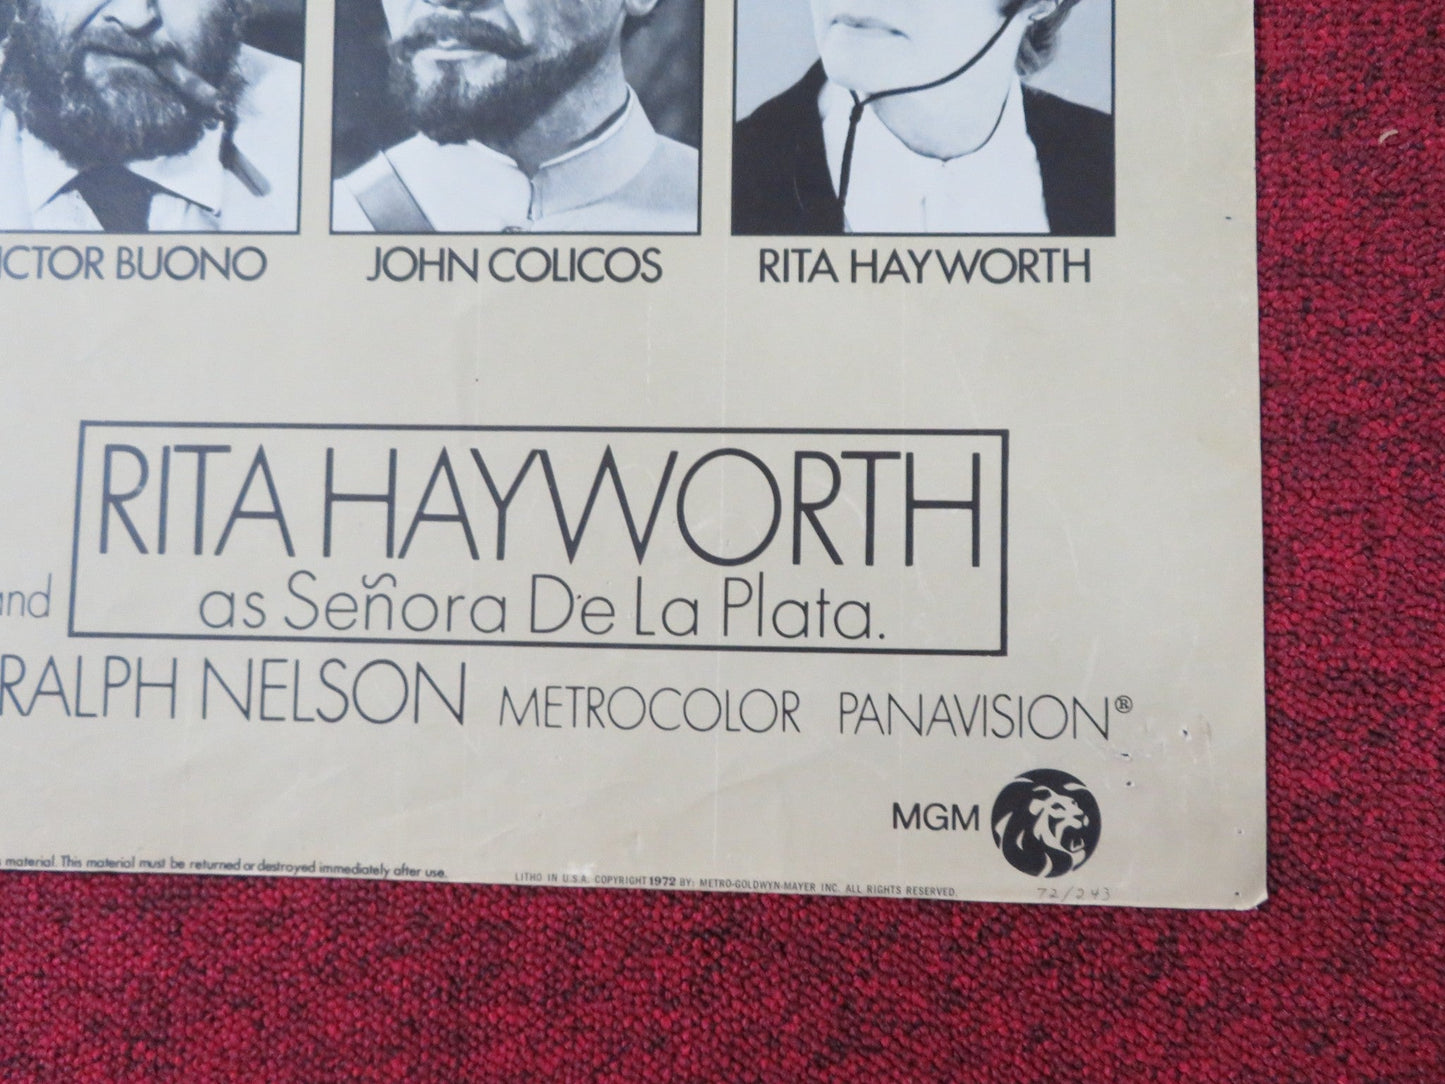 ICTOR BUONO JOHN COLICOS RITA HAYWORTH
RITA HAYWORTH
and as Señora De La Plata.
RALPH NELSON METROCOLOR PANAVISION®
MGM
material. This material must be returned or destroyed immediately after use.
LITHO IN U.S.A. COPYRIGHT 1972 BY: METRO-GOLDWYN-MAYER INC. ALL RIGHTS RESERVED.
72/243